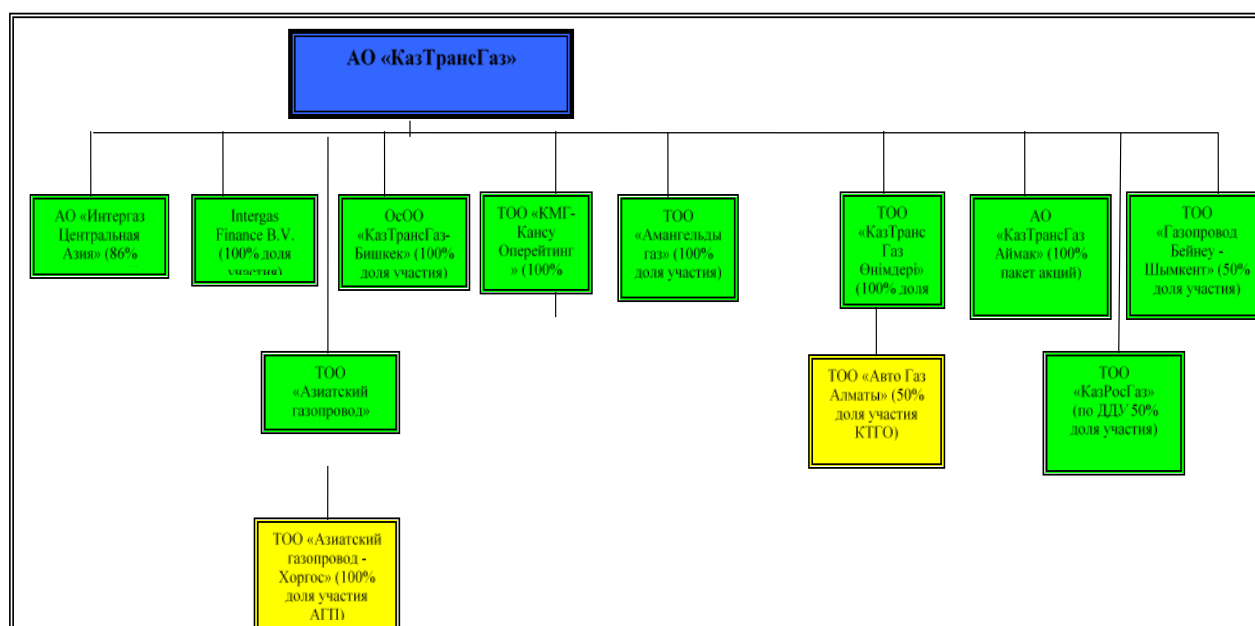 АО «КазТрансГаз»
АО «Интергаз
Центральная
Азия» (86%
Intergas
Finance B.V.
(100% доля
участия)
ОсОО
«КазТрансГаз-
Бишкек» (100%
доля участия)
ТОО «КМГ-
Кансу
Оперейтинг
» (100%
ТОО
«Амангельды
газ» (100%
доля участия)
ТОО
«КазТранс
Газ
Өнімдері»
(100% доля
АО
«КазТрансГаз
Аймак» (100%
пакет акций)
ТОО
«Газопровод
Бейнеу -
Шымкент» (50%
доля участия)
ТОО
«Азиатский
газопровод»
ТОО «Авто Газ
Алматы» (50%
доля участия
КТГО)
ТОО
«КазРосГаз»
(по ДДУ 50%
доля участия)
ТОО «Азиатский
газопровод -
Хоргос» (100%
доля участия
АГП)